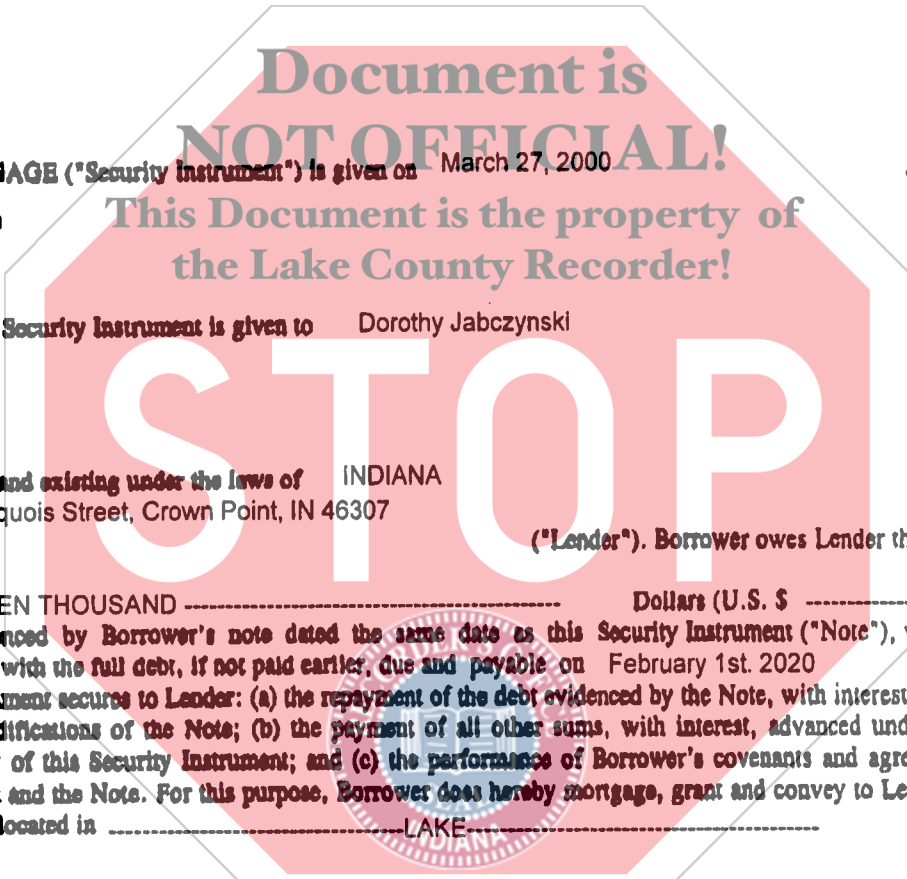 Document is
NOT OFFICIAL!
AGE ("Security Instrument") is given on March 27, 2000
This Document is the property of
the Lake County Recorder!
Security Instrument is given to Dorothy Jabczynski
STOP
and existing under the laws of INDIANA
quois Street, Crown Point, IN 46307
("Lender"). Borrower owes Lender th
EN THOUSAND ---------------------------------------------------- Dollars (U.S. $ --------------
nced by Borrower's note dated the same date as this Security Instrument ("Note"),
with the full debt, if not paid earlier, due and payable on February 1st. 2020
ment secures to Lender: (a) the repayment of the debt evidenced by the Note, with interest
difications of the Note; (b) the payment of all other sums, with interest, advanced und
of this Security Instrument; and (c) the performance of Borrower's covenants and agre
and the Note. For this purpose, Borrower does hereby mortgage, grant and convey to Le
ocated in ----------------------------------------LAKE-----------------------------------------------
INDIANA